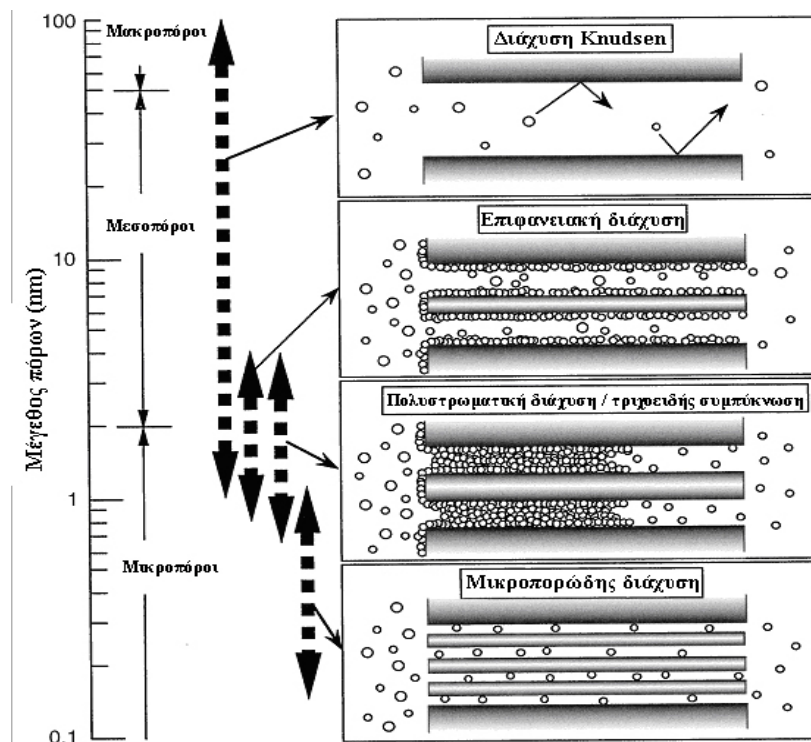 100
Μακροπόροι
Διάχυση Knudsen
Μεσοπόροι
Επιφανειακή διάχυση
10
Μέγεθος πόρων (nm)
Πολυστρωματική διάχυση / τριχοειδής συμπύκνωση
1
Μικροπόροι
Μικροπορώδης διάχυση
0.1